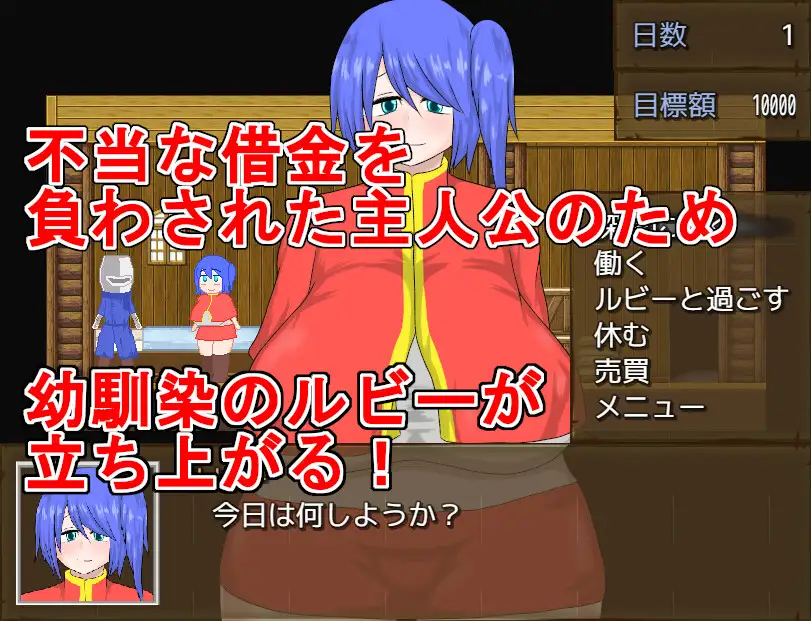 日数 1
目標額 10000
不当な借金を
負わされた主人公のため
働く
ルビーと過ごす
休む
売買
メニュー
幼馴染のルビーが
立ち上がる！
今日は何しようか？